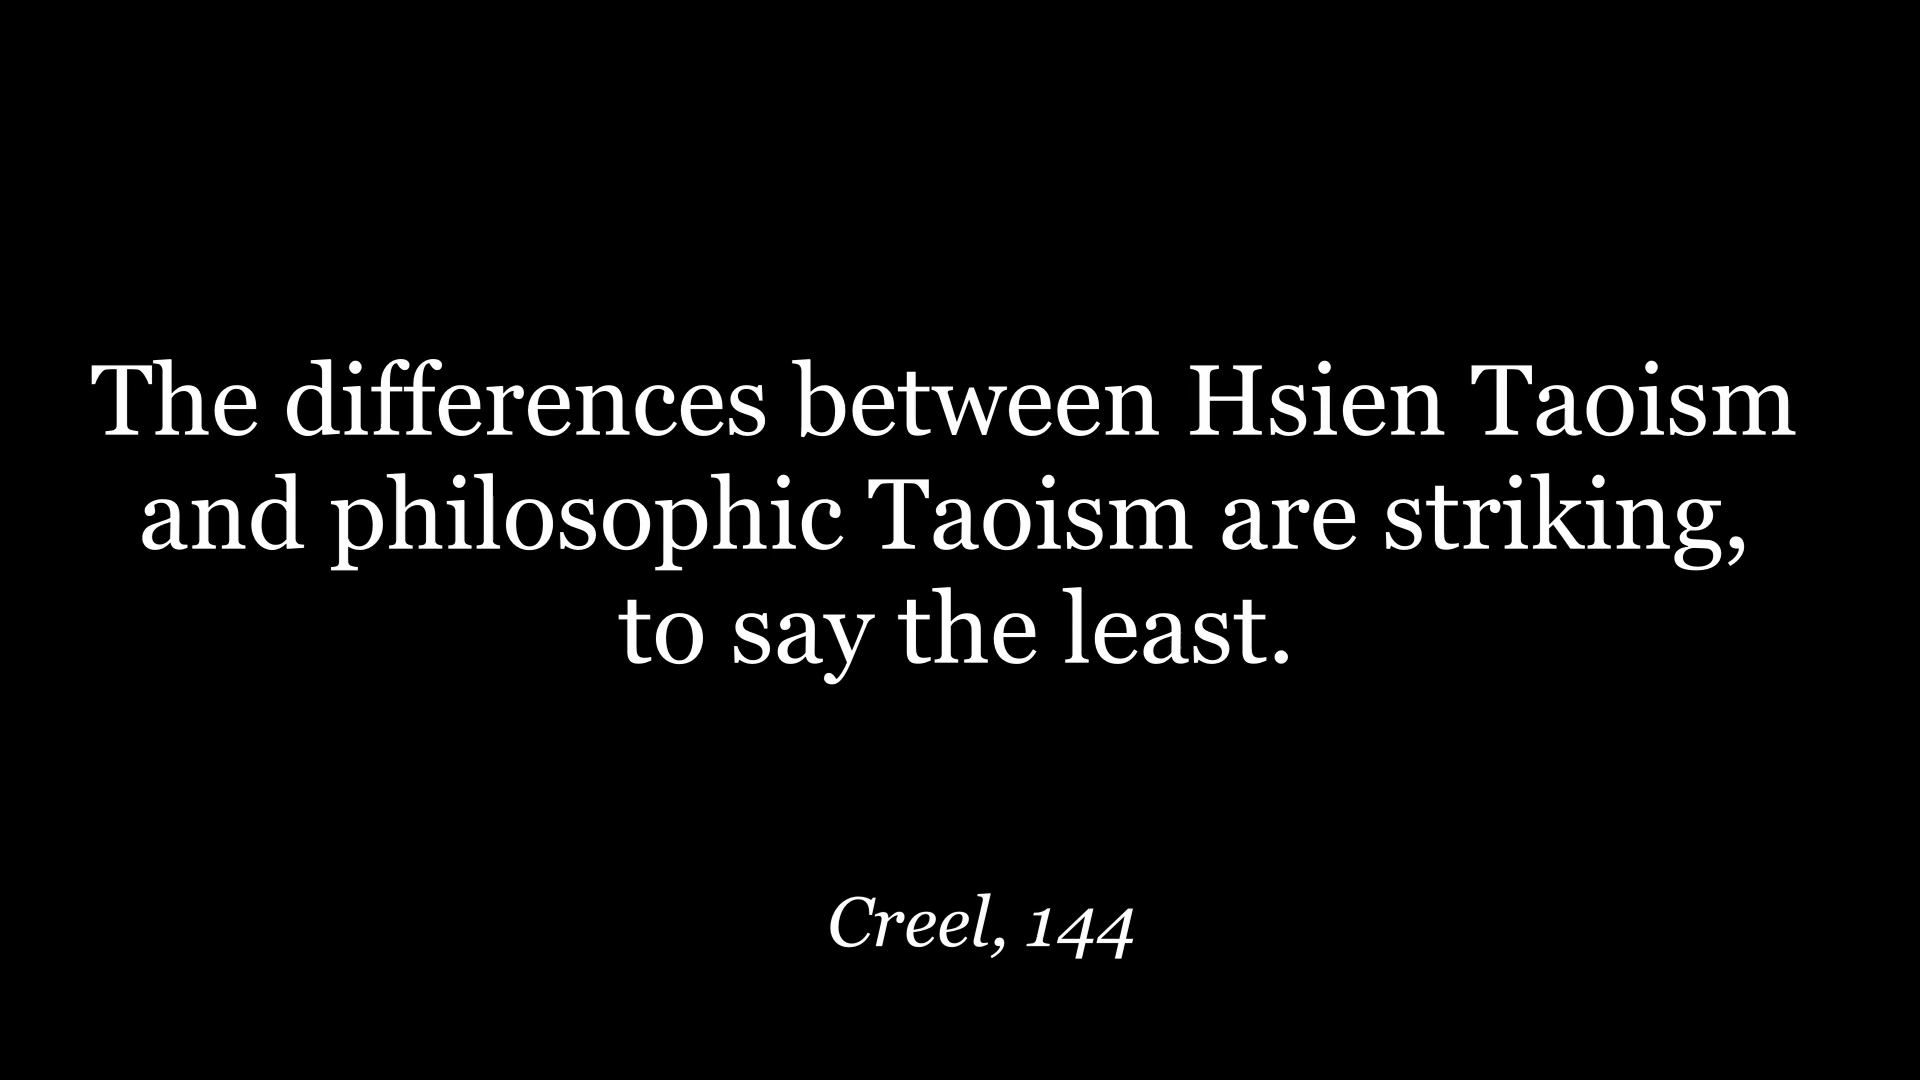 The differences between Hsien Taoism
and philosophic Taoism are striking,
to say the least.
Creel, 144